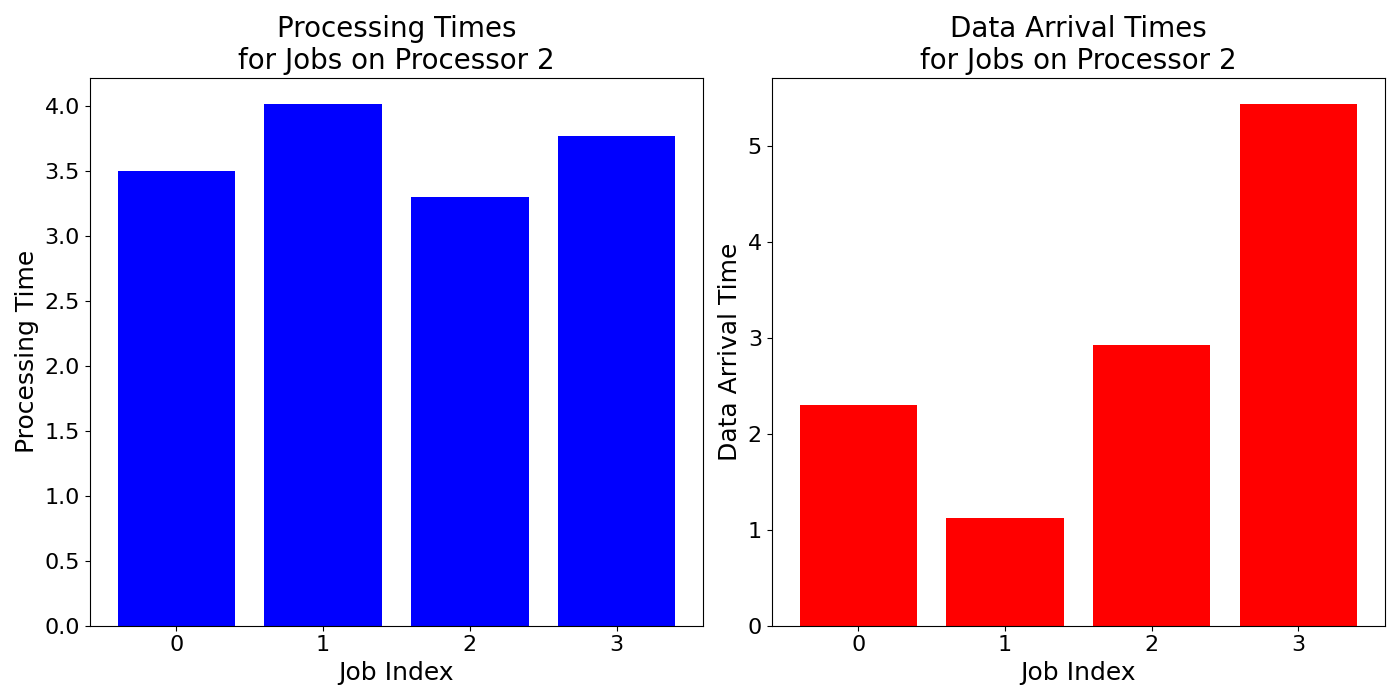 Processing Times
for Jobs on Processor 2
Processing Time
4.0
3.5
3.0
2.5
2.0
1.5
1.0
0.5
0.0
0 1 2 3
Job Index
Data Arrival Times
for Jobs on Processor 2
Data Arrival Time
5
4
3
2
1
0
0 1 2 3
Job Index